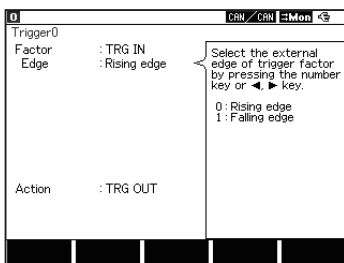 0
CAN/CAN Mon
Trigger0
Factor : TRG IN
Edge : Rising edge
Select the external
edge of trigger factor
by pressing the number
key or ◀, ▶ key.
0 : Rising edge
1 : Falling edge
Action : TRG OUT